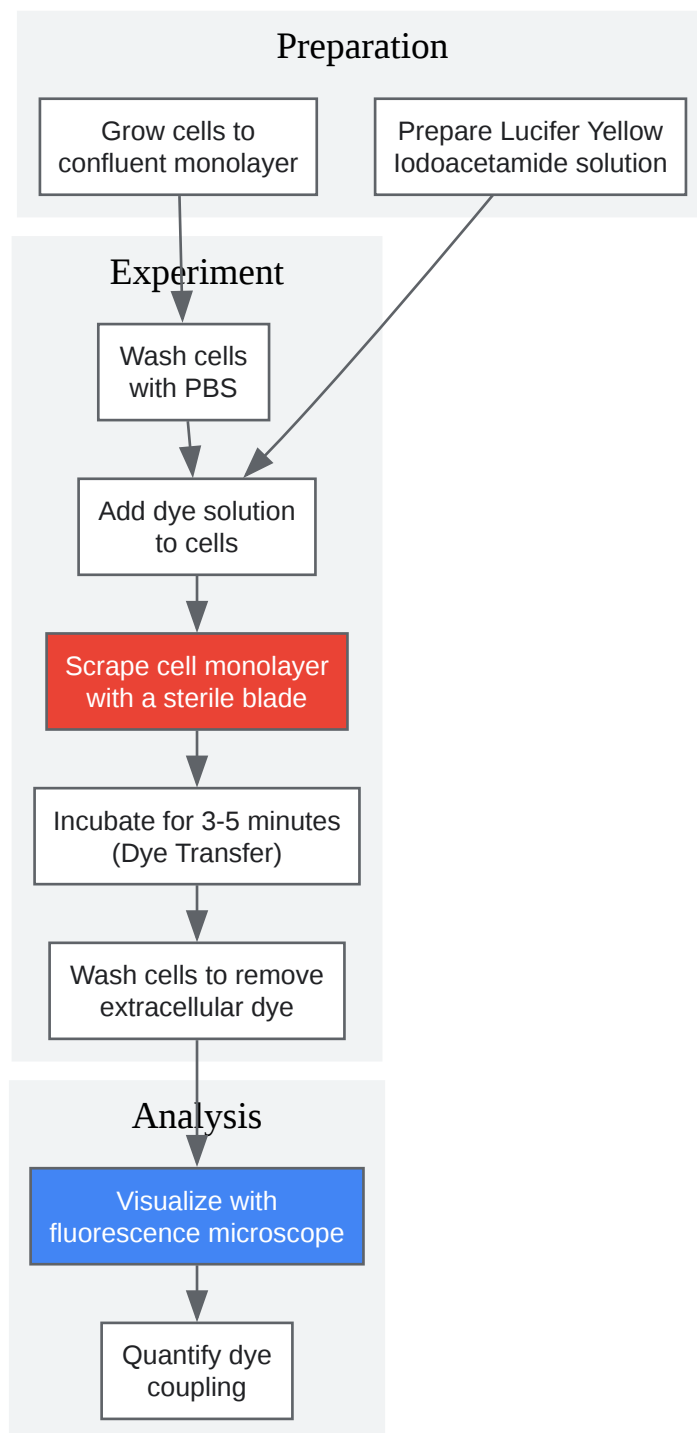 Preparation
Grow cells to
confluent monolayer
Prepare Lucifer Yellow
Iodoacetamide solution
Experiment
Wash cells
with PBS
Add dye solution
to cells
Scrape cell monolayer
with a sterile blade
Incubate for 3-5 minutes
(Dye Transfer)
Wash cells to remove
extracellular dye
Analysis
Visualize with
fluorescence microscope
Quantify dye
coupling